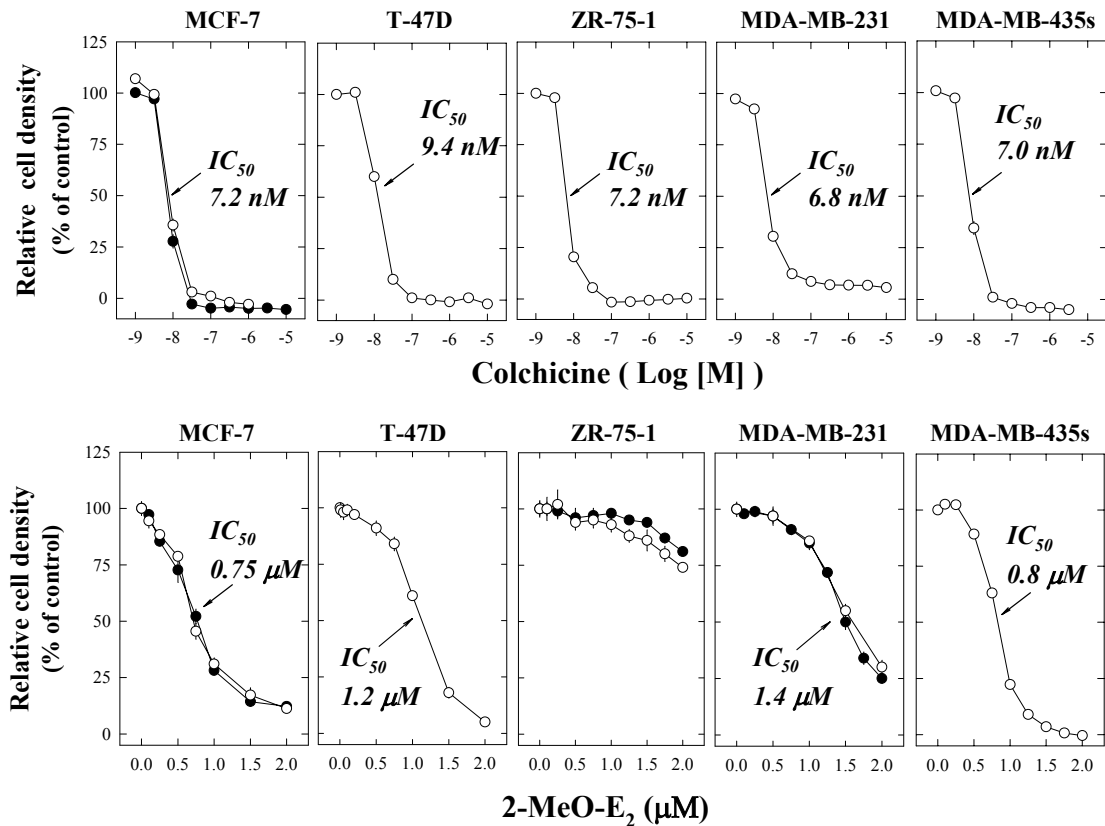 MCF-7 T-47D ZR-75-1 MDA-MB-231 MDA-MB-435s
125
100
75
50
25
0
Relative cell density
(% of control)
IC50
7.2 nM
IC50
9.4 nM
IC50
7.2 nM
IC50
6.8 nM
IC50
7.0 nM
-9 -8 -7 -6 -5 -9 -8 -7 -6 -5 -9 -8 -7 -6 -5 -9 -8 -7 -6 -5 -9 -8 -7 -6 -5
Colchicine ( Log [M] )
MCF-7 T-47D ZR-75-1 MDA-MB-231 MDA-MB-435s
125
100
75
50
25
0
Relative cell density
(% of control)
IC50
0.75 μM
IC50
1.2 μM
IC50
1.4 μM
IC50
0.8 μM
0.0 0.5 1.0 1.5 2.0 0.0 0.5 1.0 1.5 2.0 0.0 0.5 1.0 1.5 2.0 0.0 0.5 1.0 1.5 2.0 0.0 0.5 1.0 1.5 2.0
2-MeO-E2 (μM)